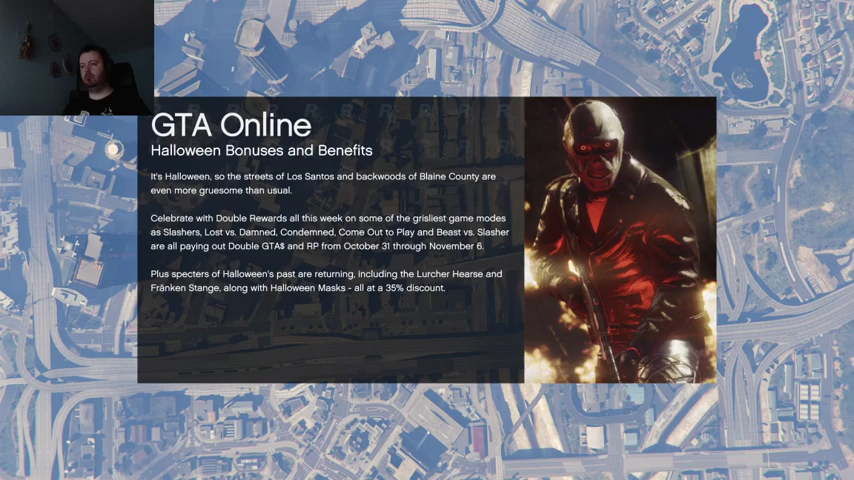 GTA Online
Halloween Bonuses and Benefits
It's Halloween, so the streets of Los Santos and backwoods of Blaine County are
even more gruesome than usual.
Celebrate with Double Rewards all this week on some of the grisliest game modes
as Slashers, Lost vs. Damned, Condemned, Come Out to Play and Beast vs. Slasher
are all paying out Double GTA$ and RP from October 31 through November 6.
Plus specters of Halloween's past are returning, including the Lurcher Hearse and
Fränken Stange, along with Halloween Masks - all at a 35% discount.